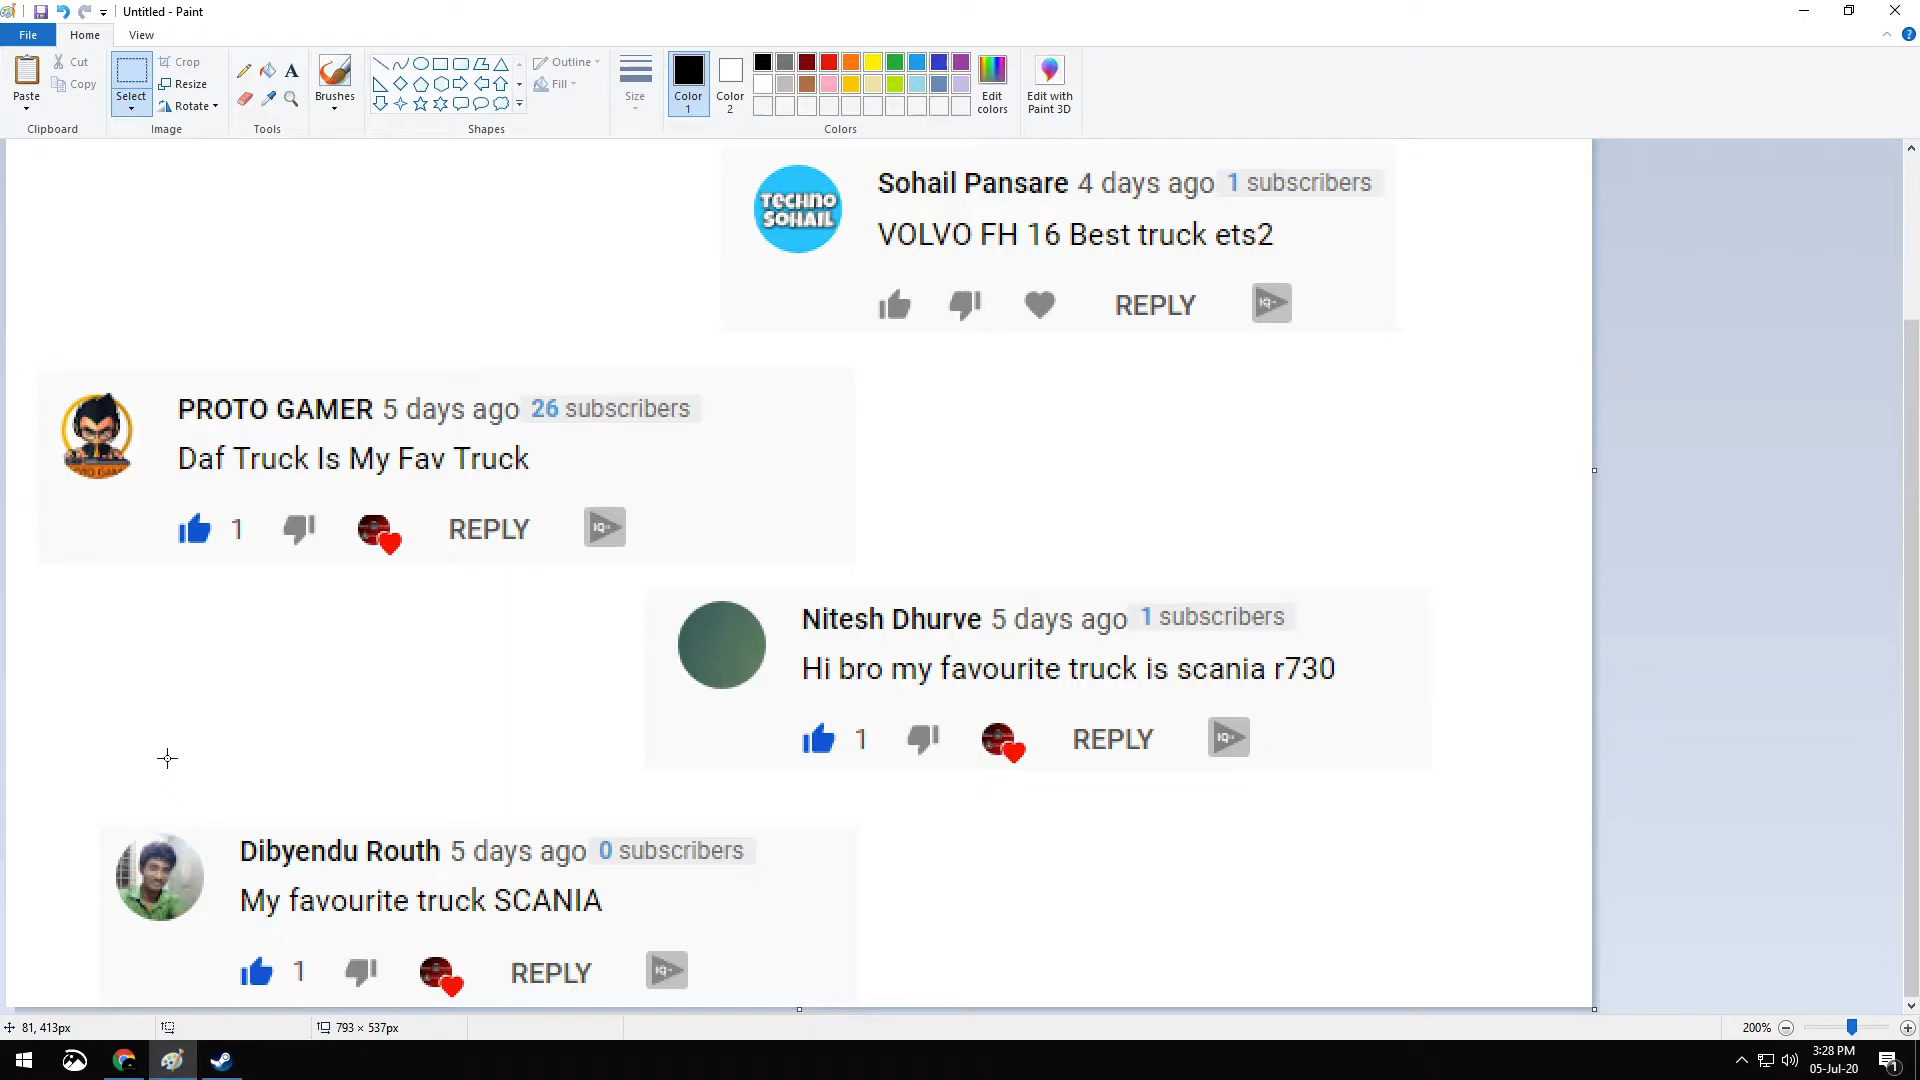 Untitled - Paint
File
Home
View
Paste
Cut
Copy
Clipboard
Select
Crop
Resize
Rotate
Image
Tools
Brushes
Outline
Fill
Shapes
Size
Color 1
Color 2
Edit colors
Edit with Paint 3D
Colors
TECHNO
SOHAIL
Sohail Pansare 4 days ago 1 subscribers
VOLVO FH 16 Best truck ets2
REPLY
IQ
PROTO GAMER 5 days ago 26 subscribers
Daf Truck Is My Fav Truck
1 REPLY
IQ
Nitesh Dhurve 5 days ago 1 subscribers
Hi bro my favourite truck is scania r730
1 REPLY
IQ
Dibyendu Routh 5 days ago 0 subscribers
My favourite truck SCANIA
1 REPLY
IQ
81, 413px
793 × 537px
200%
3:28 PM
05-Jul-20
1